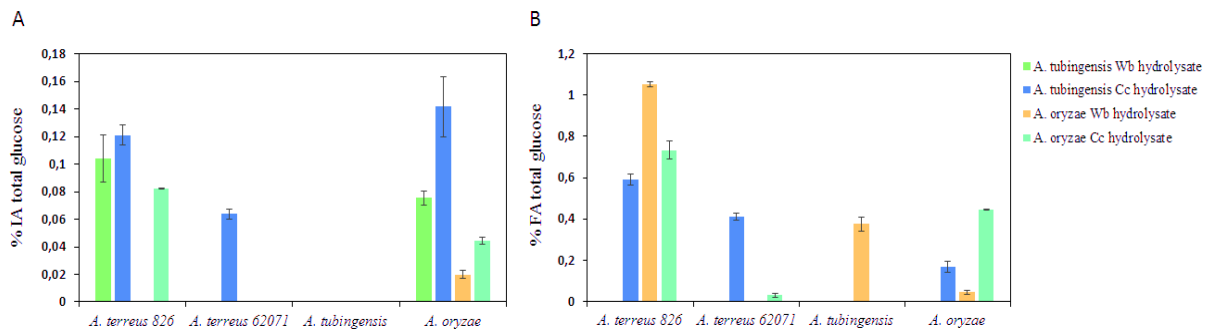 A
% IA total glucose
0,18
0,16
0,14
0,12
0,1
0,08
0,06
0,04
0,02
0
A. terreus 826 A. terreus 62071 A. tubingensis A. oryzae
B
% FA total glucose
1,2
1
0,8
0,6
0,4
0,2
0
A. terreus 826 A. terreus 62071 A. tubingensis A. oryzae
A. tubingensis Wb hydrolysate
A. tubingensis Cc hydrolysate
A. oryzae Wb hydrolysate
A. oryzae Cc hydrolysate